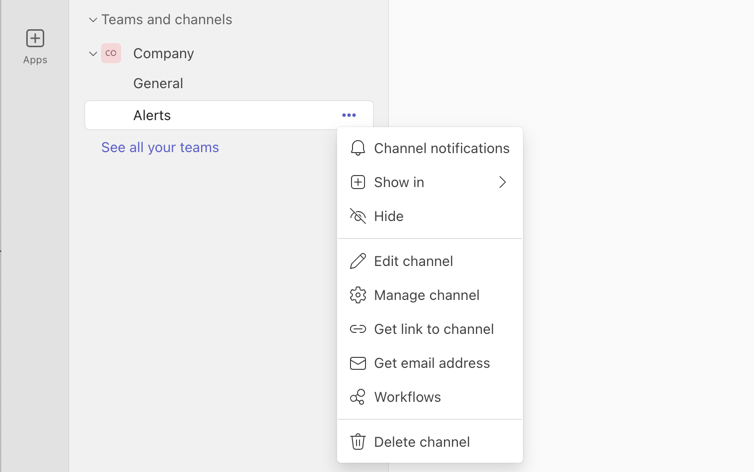 Teams and channels
Apps
CO Company
General
Alerts
See all your teams
Channel notifications
Show in
Hide
Edit channel
Manage channel
Get link to channel
Get email address
Workflows
Delete channel